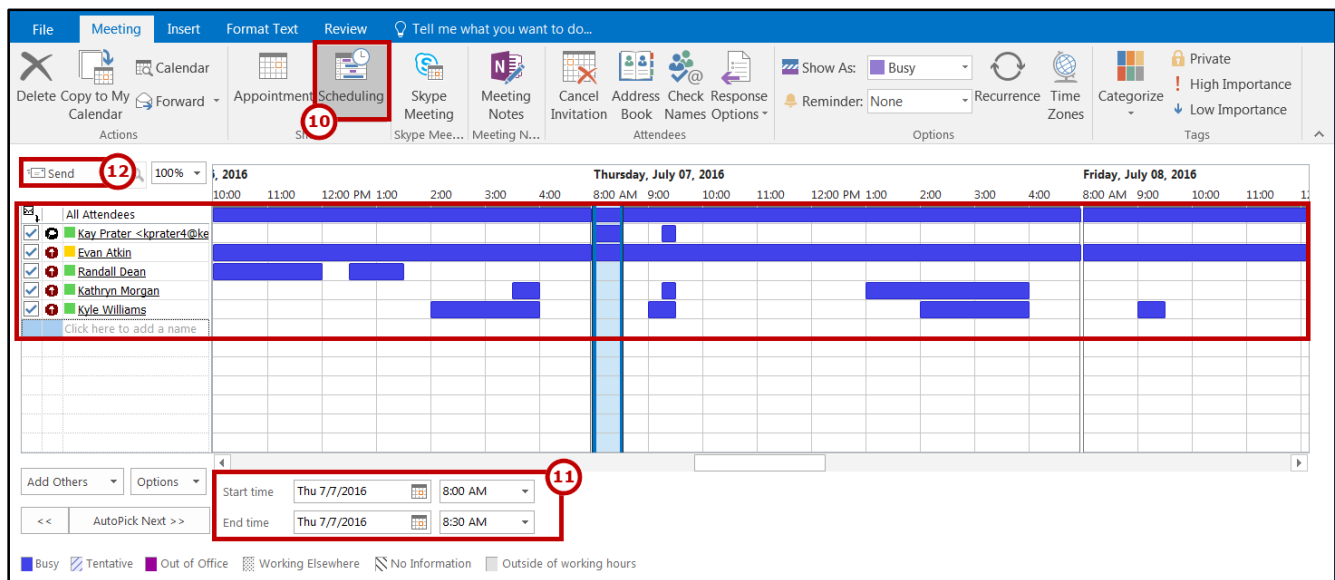 File Meeting Insert Format Text Review Tell me what you want to do...
Delete Copy to My Calendar Calendar Forward Appointment Scheduling Skype Meeting Meeting Notes Cancel Invitation Address Book Check Names Response Options Show As: Busy Reminder: None Recurrence Time Zones Categorize Private High Importance Low Importance
Actions Skype Mee... Meeting N... Attendees Options Tags
10
Send 12 100% , 2016 Thursday, July 07, 2016 Friday, July 08, 2016
10:00 11:00 12:00 PM 1:00 2:00 3:00 4:00 8:00 AM 9:00 10:00 11:00 12:00 PM 1:00 2:00 3:00 4:00 8:00 AM 9:00 10:00 11:00
All Attendees
Kay Prater <kprater4@ke
Evan Atkin
Randall Dean
Kathryn Morgan
Kyle Williams
Click here to add a name
11
Add Others Options Start time Thu 7/7/2016 8:00 AM
<< AutoPick Next >> End time Thu 7/7/2016 8:30 AM
Busy Tentative Out of Office Working Elsewhere No Information Outside of working hours